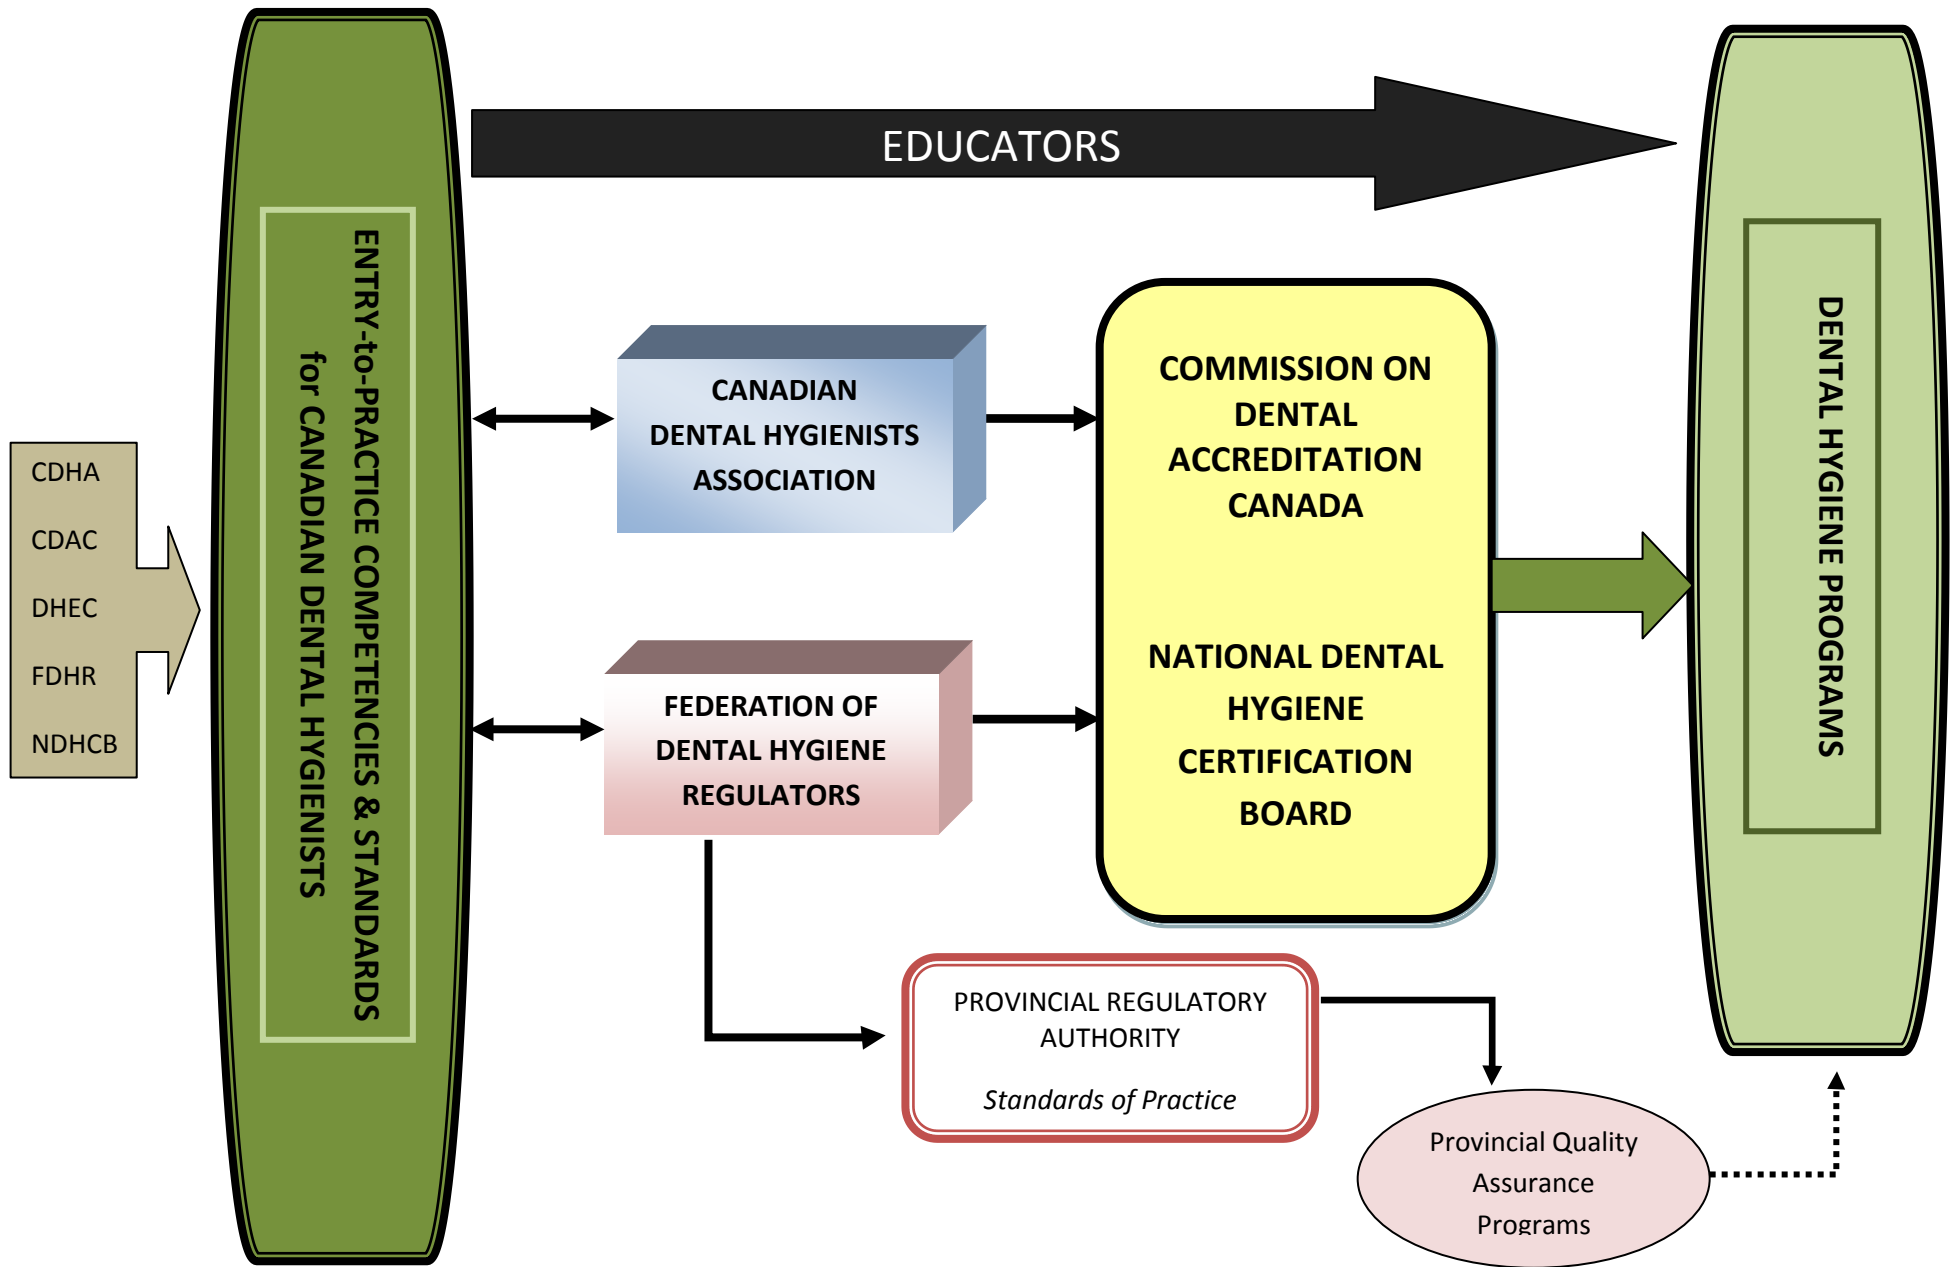 EDUCATORS
CDHA
CDAC
DHEC
FDHR
NDHCB
ENTRY-to-PRACTICE COMPETENCIES & STANDARDS
for CANADIAN DENTAL HYGIENISTS
CANADIAN
DENTAL HYGIENISTS
ASSOCIATION
FEDERATION OF
DENTAL HYGIENE
REGULATORS
COMMISSION ON
DENTAL
ACCREDITATION
CANADA
NATIONAL DENTAL
HYGIENE
CERTIFICATION
BOARD
DENTAL HYGIENE PROGRAMS
PROVINCIAL REGULATORY
AUTHORITY
Standards of Practice
Provincial Quality
Assurance
Programs